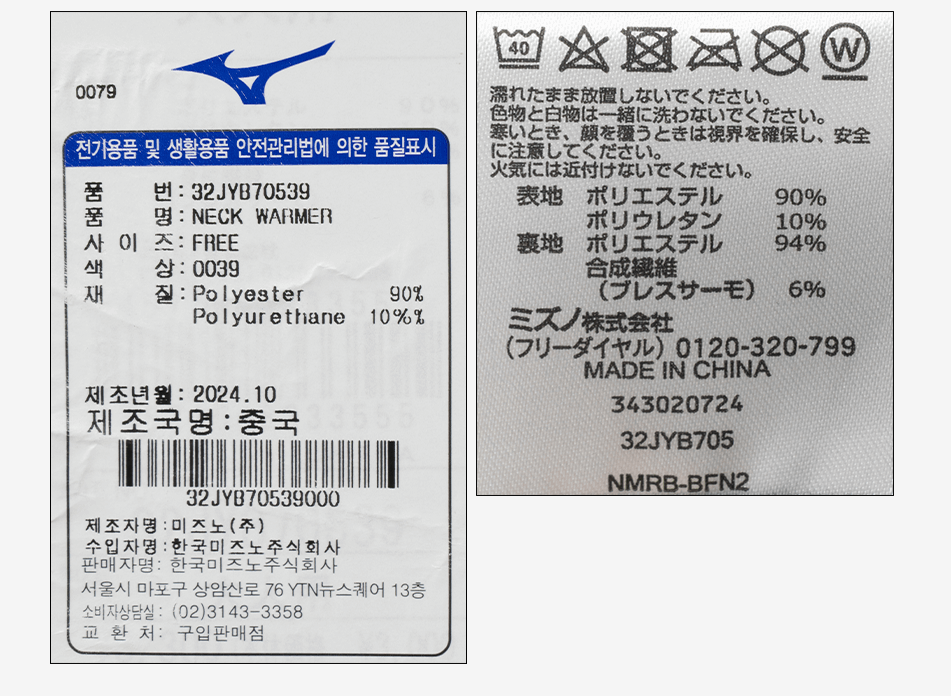 0079
전기용품 및 생활용품 안전관리법에 의한 품질표시
품 번 : 32JYB70539
품 명 : NECK WARMER
사 이 즈 : FREE
색 상 : 0039
재 질 : Polyester 90%
Polyurethane 10%%
제조년월 : 2024.10
제조국명 : 중국
32JYB70539000
제조자명 : 미즈노(주)
수입자명 : 한국미즈노주식회사
판매자명 : 한국미즈노주식회사
서울시 마포구 상암산로 76 YTN뉴스퀘어 13층
소비자상담실 : (02)3143-3358
교 환 처 : 구입판매점
40 W
濡れたまま放置しないでください。
色物と白物は一緒に洗わないでください。
寒いとき、顔を覆うときは視界を確保し、安全
に注意してください。
火気には近付けないでください。
表地 ポリエステル 90%
ポリウレタン 10%
裏地 ポリエステル 94%
合成繊維
（ブレスサーモ） 6%
ミズノ株式会社
（フリーダイヤル）0120-320-799
MADE IN CHINA
343020724
32JYB705
NMRB-BFN2